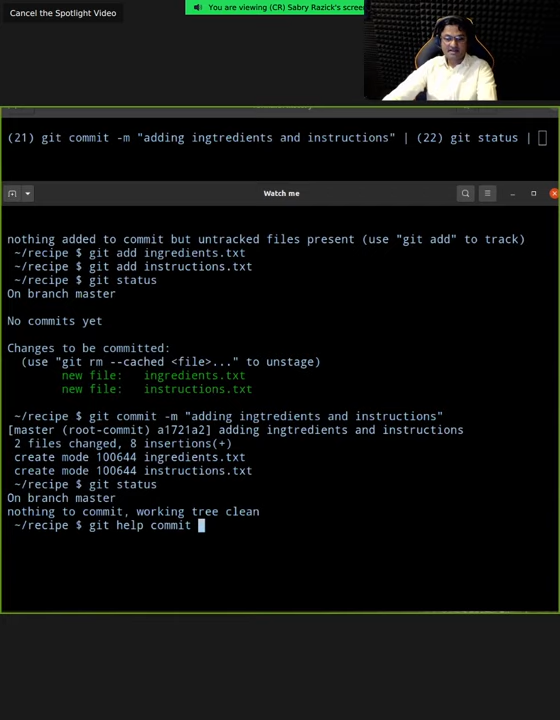 Cancel the Spotlight Video
You are viewing (CR) Sabry Razick's screen
(21) git commit -m "adding ingtredients and instructions" | (22) git status |
Watch me
nothing added to commit but untracked files present (use "git add" to track)
~/recipe $ git add ingredients.txt
~/recipe $ git add instructions.txt
~/recipe $ git status
On branch master
No commits yet
Changes to be committed:
(use "git rm --cached <file>..." to unstage)
new file: ingredients.txt
new file: instructions.txt
~/recipe $ git commit -m "adding ingtredients and instructions"
[master (root-commit) a1721a2] adding ingtredients and instructions
2 files changed, 8 insertions(+)
create mode 100644 ingredients.txt
create mode 100644 instructions.txt
~/recipe $ git status
On branch master
nothing to commit, working tree clean
~/recipe $ git help commit